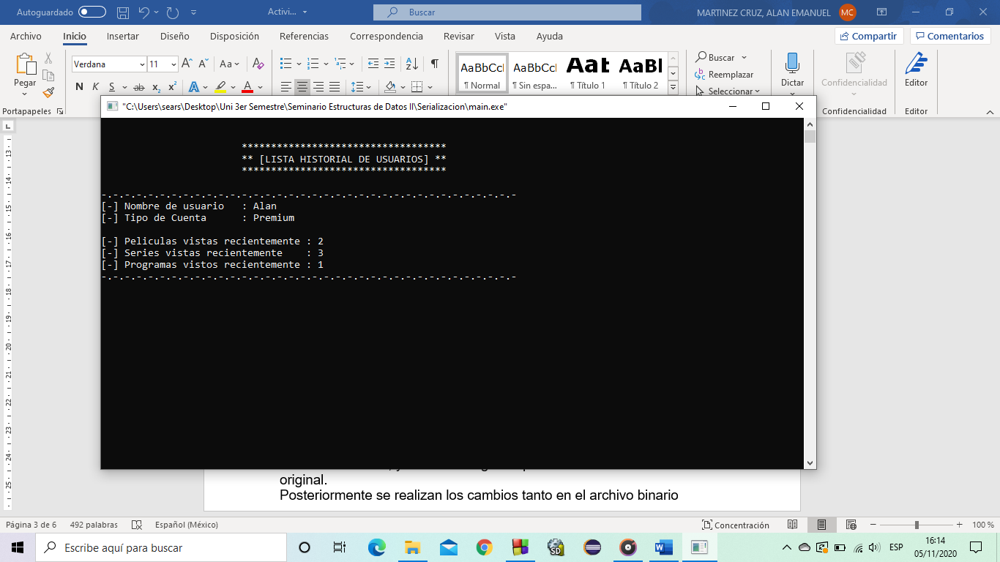 Autoguardado
Activi...
Buscar
MARTINEZ CRUZ, ALAN EMANUEL
MC
Archivo
Inicio
Insertar
Diseño
Disposición
Referencias
Correspondencia
Revisar
Vista
Ayuda
Compartir
Comentarios
Pegar
Portapapeles
Verdana
11
N K S ab x₂ x² A A
Aa
AaBbCcI
¶ Normal
AaBbCcI
¶ Sin espa...
AaB
¶ Título 1
AaBl
¶ Título 2
Buscar
Reemplazar
Seleccionar
Dictar
Confidencialidad
Confidencialidad
Editor
Editor
"C:\Users\sears\Desktop\Uni 3er Semestre\Seminario Estructuras de Datos II\Serializacion\main.exe"
***********************************
** [LISTA HISTORIAL DE USUARIOS] **
***********************************
-.-.-.-.-.-.-.-.-.-.-.-.-.-.-.-.-.-.-.-.-.-.-.-.-.-.-.-.-.-.-.-.-.-.-.-
[-] Nombre de usuario   : Alan
[-] Tipo de Cuenta      : Premium
[-] Peliculas vistas recientemente : 2
[-] Series vistas recientemente    : 3
[-] Programas vistos recientemente : 1
-.-.-.-.-.-.-.-.-.-.-.-.-.-.-.-.-.-.-.-.-.-.-.-.-.-.-.-.-.-.-.-.-.-.-.-
13
14
15
16
17
18
19
20
21
22
23
24
25
original.
Posteriormente se realizan los cambios tanto en el archivo binario
Página 3 de 6
492 palabras
Español (México)
Concentración
100 %
Escribe aquí para buscar
SD
ESP
16:14
05/11/2020